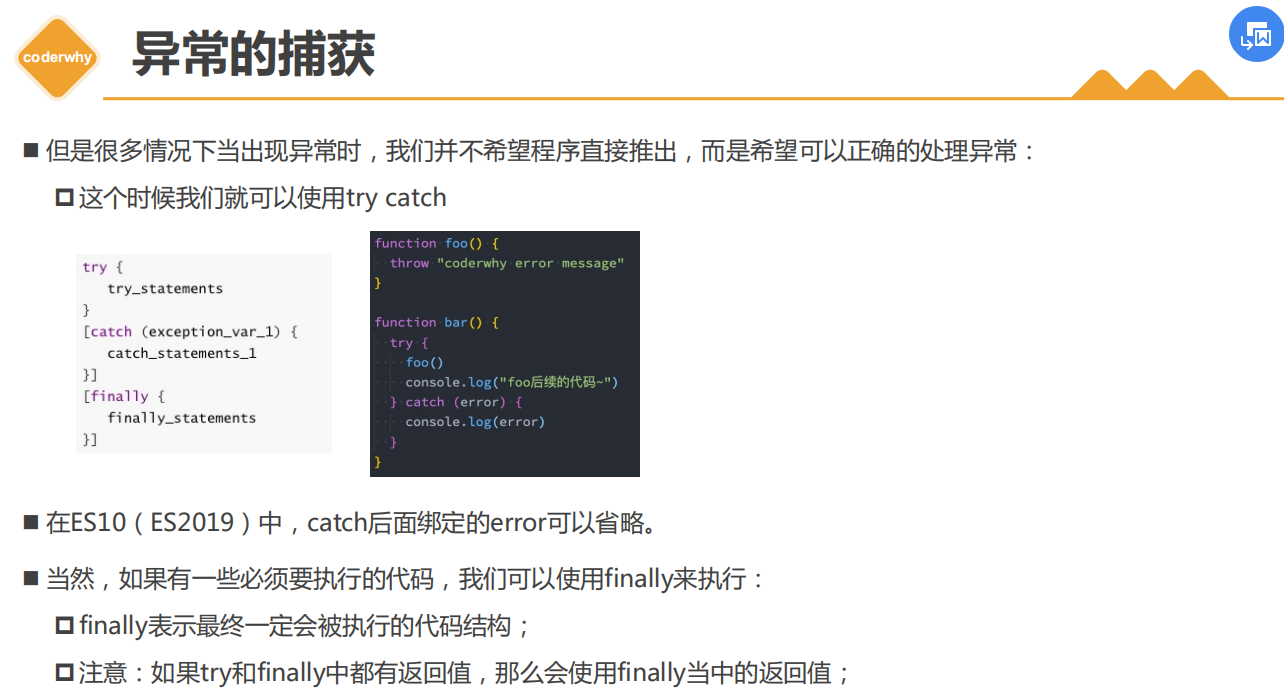 coderwhy
异常的捕获
但是很多情况下当出现异常时，我们并不希望程序直接推出，而是希望可以正确的处理异常：
这个时候我们就可以使用try catch
try {
try_statements
}
[catch (exception_var_1) {
catch_statements_1
}]
[finally {
finally_statements
}]
function foo() {
throw "coderwhy error message"
}
function bar() {
try {
foo()
console.log("foo后续的代码~")
} catch (error) {
console.log(error)
}
}
在ES10（ES2019）中，catch后面绑定的error可以省略。
当然，如果有一些必须要执行的代码，我们可以使用finally来执行：
finally表示最终一定会被执行的代码结构；
注意：如果try和finally中都有返回值，那么会使用finally当中的返回值；